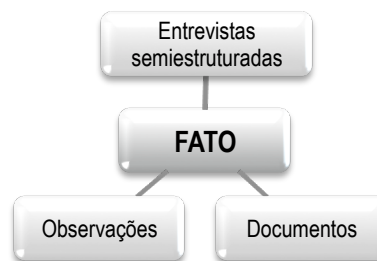 Entrevistas
semiestruturadas
FATO
Observações
Documentos